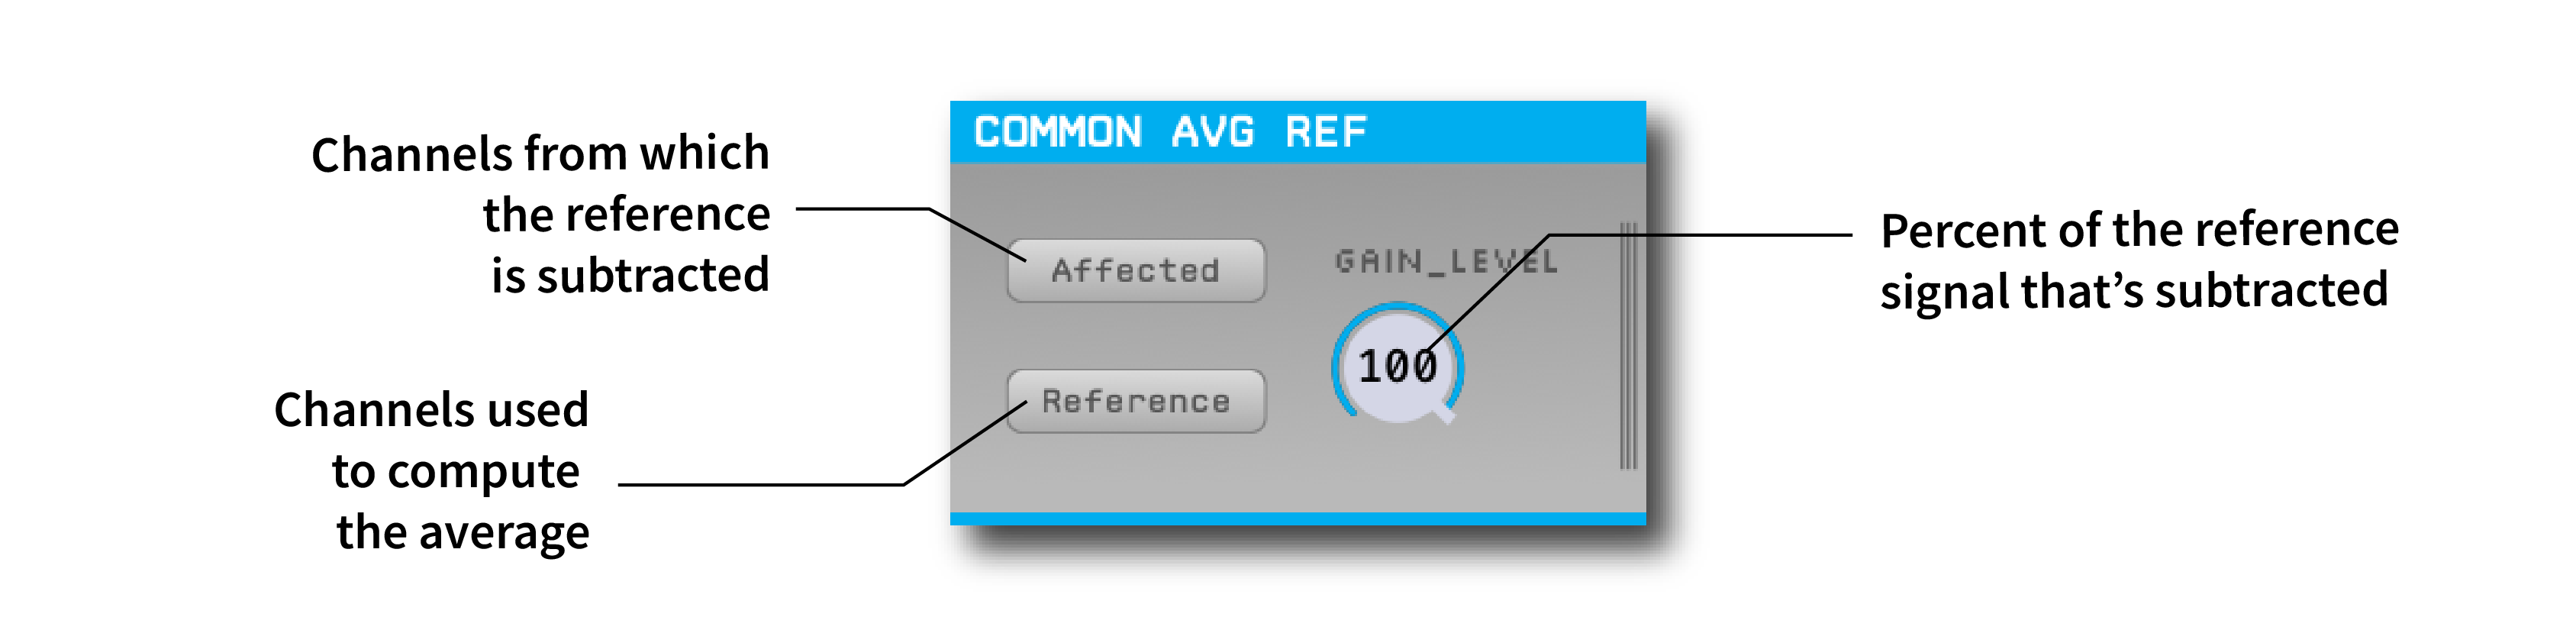 Channels from which
the reference
is subtracted
Channels used
to compute
the average
COMMON AVG REF
Affected
Reference
GAIN_LEVEL
100
Percent of the reference
signal that’s subtracted